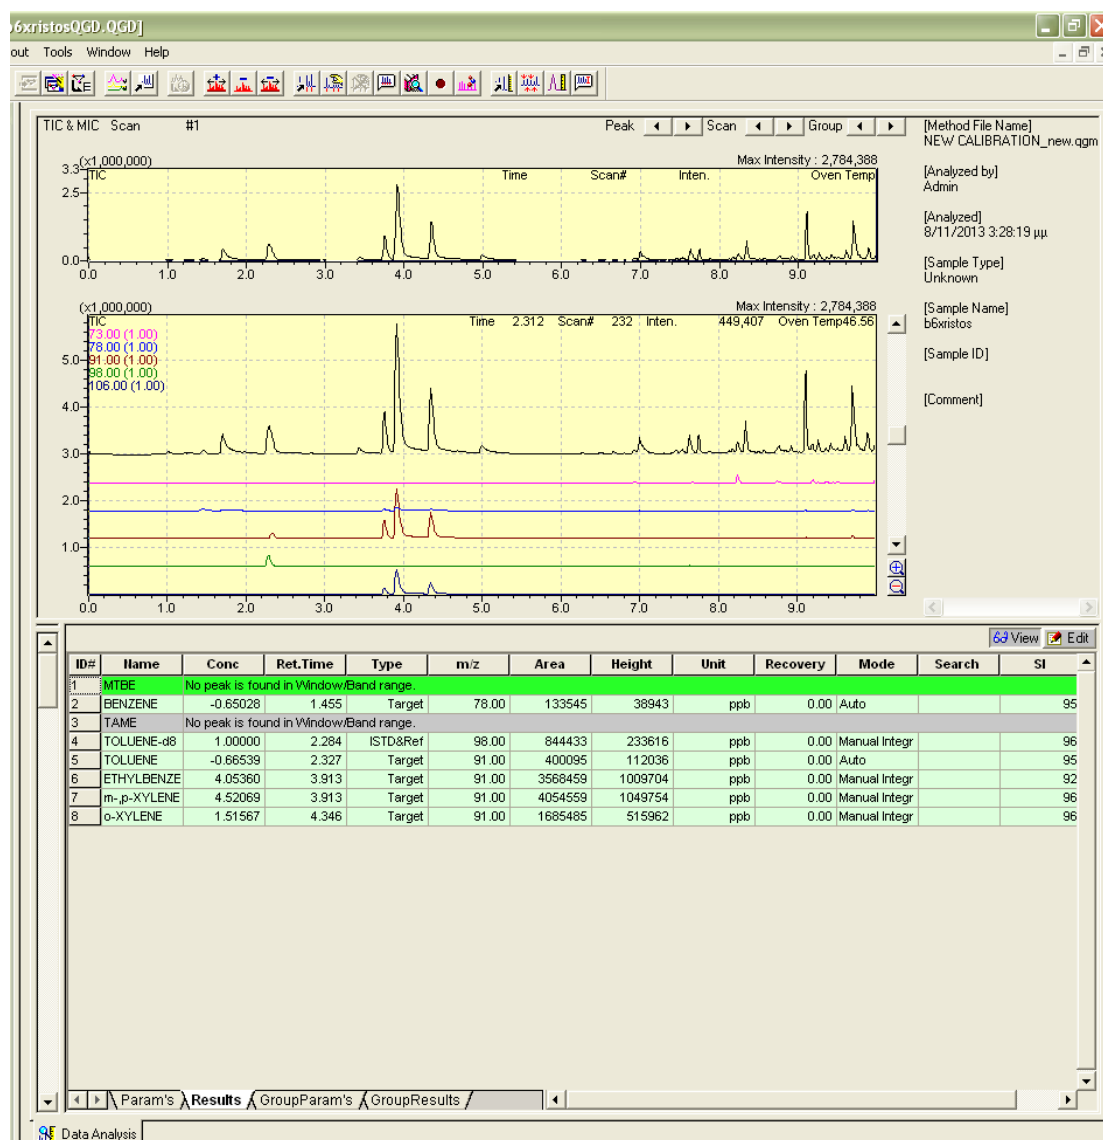 b6xristosQGD.QGD]
out Tools Window Help
TIC & MIC Scan #1 Peak Scan Group
(x1,000,000) Max Intensity : 2,784,388
TIC Time Scan# Inten. Oven Temp
3.3
2.5
0.0
0.0 1.0 2.0 3.0 4.0 5.0 6.0 7.0 8.0 9.0
(x1,000,000) Max Intensity : 2,784,388
TIC Time 2.312 Scan# 232 Inten. 449,407 Oven Temp46.56
73.00 (1.00)
78.00 (1.00)
91.00 (1.00)
98.00 (1.00)
106.00 (1.00)
5.0
4.0
3.0
2.0
1.0
0.0 1.0 2.0 3.0 4.0 5.0 6.0 7.0 8.0 9.0
[Method File Name]
NEW CALIBRATION_new.qgm
[Analyzed by]
Admin
[Analyzed]
8/11/2013 3:28:19 μμ
[Sample Type]
Unknown
[Sample Name]
b6xristos
[Sample ID]
[Comment]
View Edit
ID# Name Conc Ret.Time Type m/z Area Height Unit Recovery Mode Search SI
1 MTBE No peak is found in Window/Band range.
2 BENZENE -0.65028 1.455 Target 78.00 133545 38943 ppb 0.00 Auto 95
3 TAME No peak is found in Window/Band range.
4 TOLUENE-d8 1.00000 2.284 ISTD&Ref 98.00 844433 233616 ppb 0.00 Manual Integr 96
5 TOLUENE -0.66539 2.327 Target 91.00 400095 112036 ppb 0.00 Auto 95
6 ETHYLBENZE 4.05360 3.913 Target 91.00 3568459 1009704 ppb 0.00 Manual Integr 92
7 m-,p-XYLENE 4.52069 3.913 Target 91.00 4054559 1049754 ppb 0.00 Manual Integr 96
8 o-XYLENE 1.51567 4.346 Target 91.00 1685485 515962 ppb 0.00 Manual Integr 96
Param's Results GroupParam's GroupResults
Data Analysis